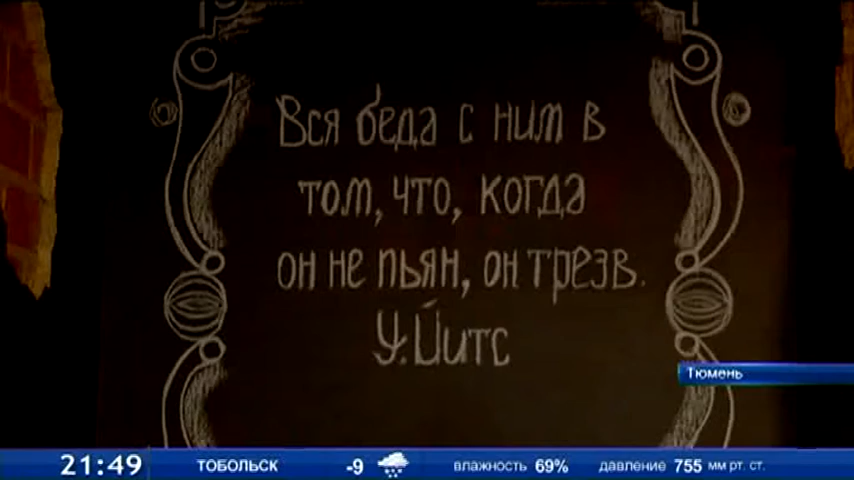 Вся беда с ним в
том, что, когда
он не пьян, он трезв.
У. Йитс
Тюмень
21:49 ТОБОЛЬСК -9 влажность 69% давление 755 мм рт. ст.